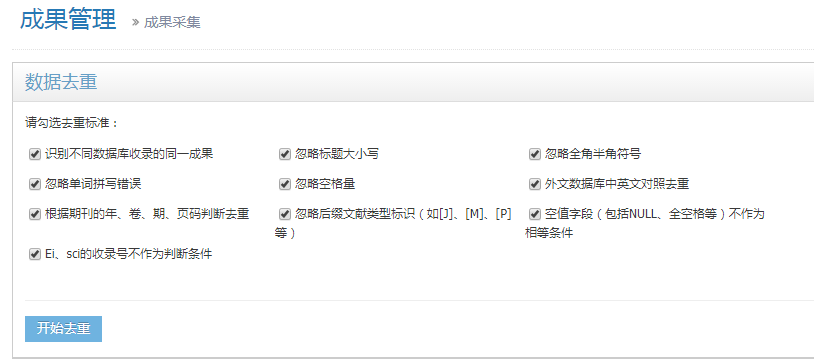 成果管理 » 成果采集
数据去重
请勾选去重标准：
识别不同数据库收录的同一成果 忽略标题大小写 忽略全角半角符号
忽略单词拼写错误 忽略空格量 外文数据库中英文对照去重
根据期刊的年、卷、期、页码判断去重 忽略后缀文献类型标识（如[J]、[M]、[P] 空值字段（包括NULL、全空格等）不作为
等） 相等条件
Ei、sci的收录号不作为判断条件
开始去重